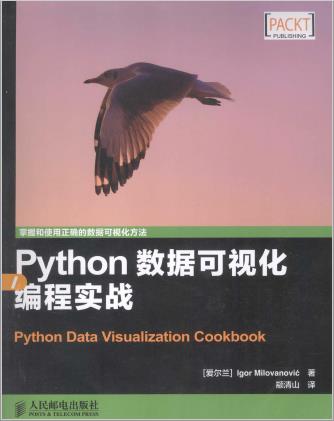 [PACKT]
PUBLISHING
掌握和使用正确的数据可视化方法
Python 数据可视化
编程实战
Python Data Visualization Cookbook
[爱尔兰] Igor Milovanović 著
颛清山 译
人民邮电出版社
POSTS & TELECOM PRESS